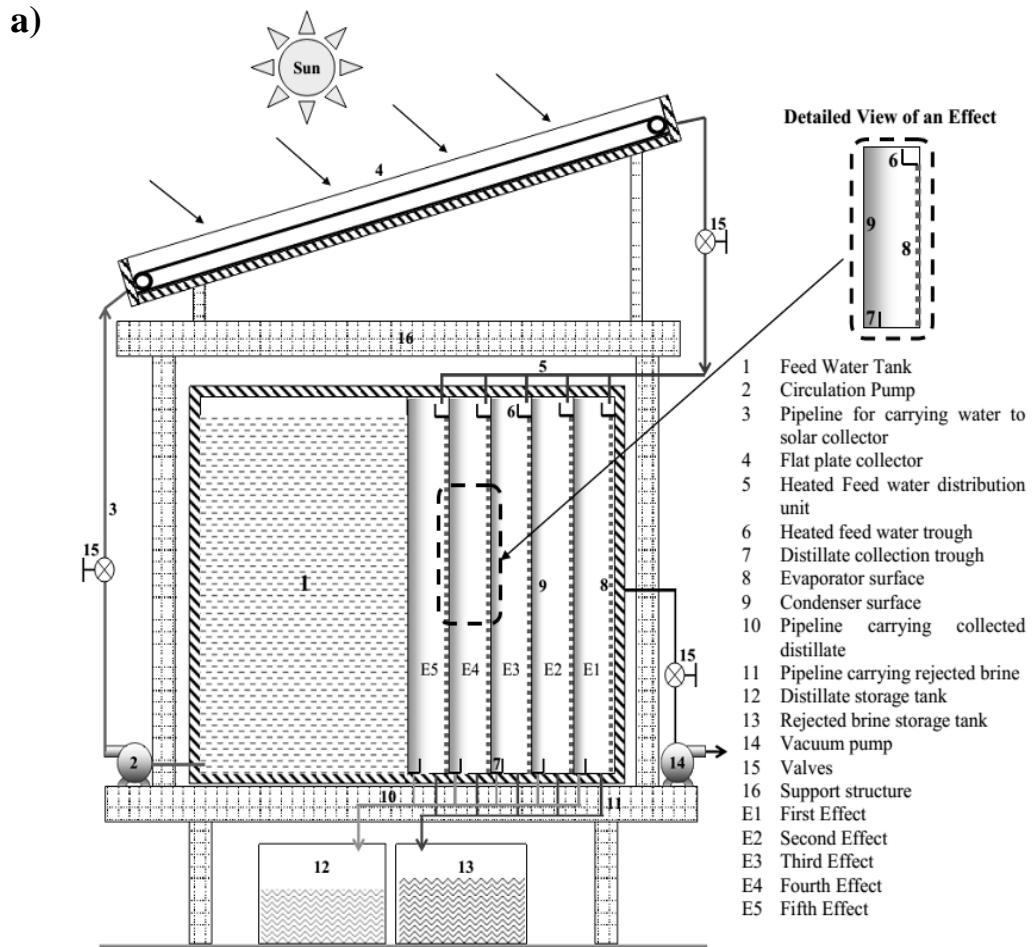 a)
Sun
4
15
Detailed View of an Effect
6
9
8
7
16
5
6
3
15
1
9
8
15
E5
E4
E3
E2
E1
2
7
14
10
11
12
13
1 Feed Water Tank
2 Circulation Pump
3 Pipeline for carrying water to
solar collector
4 Flat plate collector
5 Heated Feed water distribution
unit
6 Heated feed water trough
7 Distillate collection trough
8 Evaporator surface
9 Condenser surface
10 Pipeline carrying collected
distillate
11 Pipeline carrying rejected brine
12 Distillate storage tank
13 Rejected brine storage tank
14 Vacuum pump
15 Valves
16 Support structure
E1 First Effect
E2 Second Effect
E3 Third Effect
E4 Fourth Effect
E5 Fifth Effect